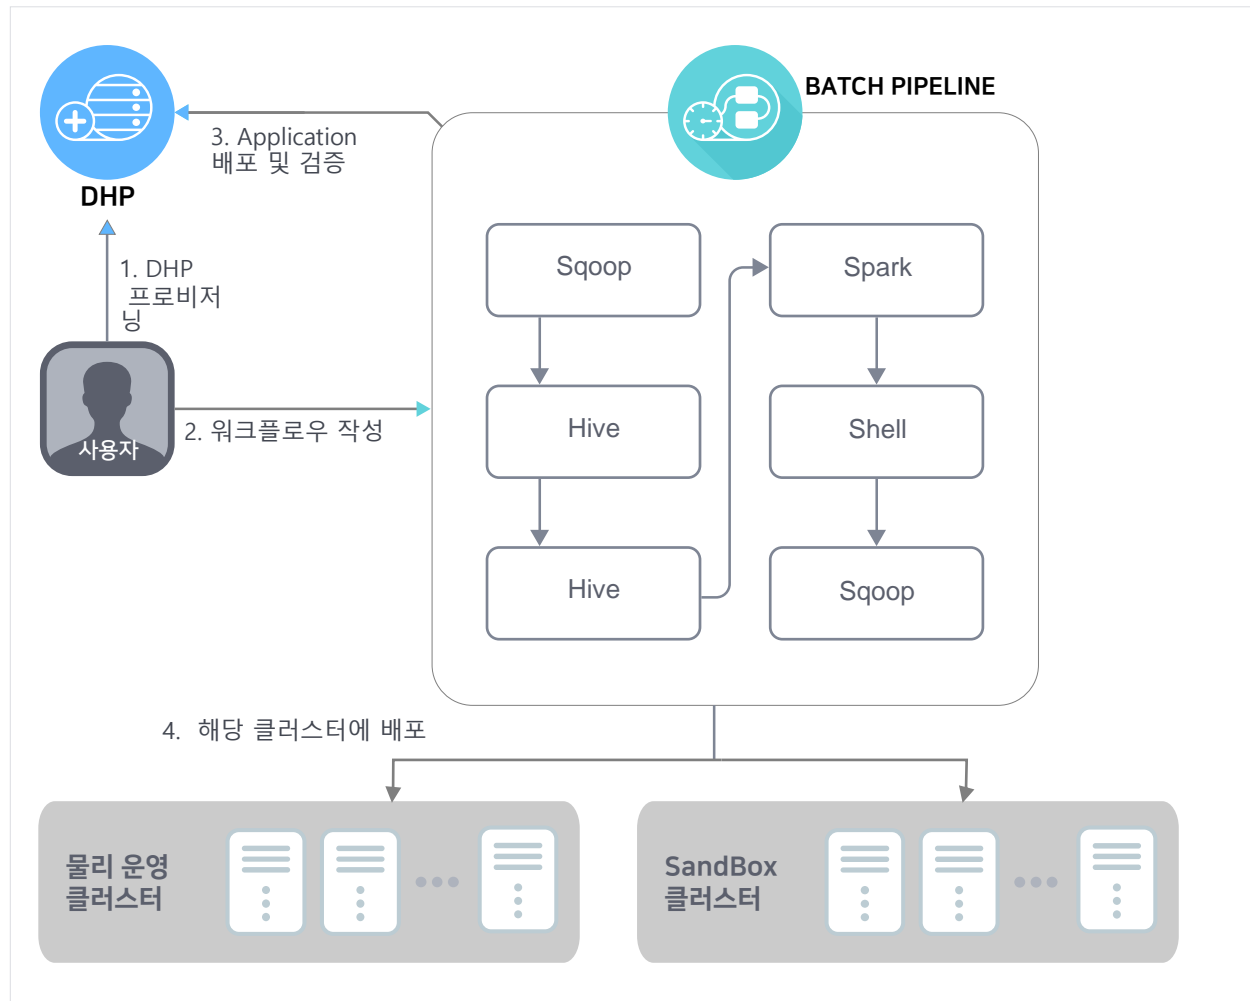 BATCH PIPELINE
3. Application
배포 및 검증
DHP
1. DHP
프로비저
닝
사용자
2. 워크플로우 작성
Sqoop
Hive
Hive
Spark
Shell
Sqoop
4. 해당 클러스터에 배포
물리 운영
클러스터
SandBox
클러스터